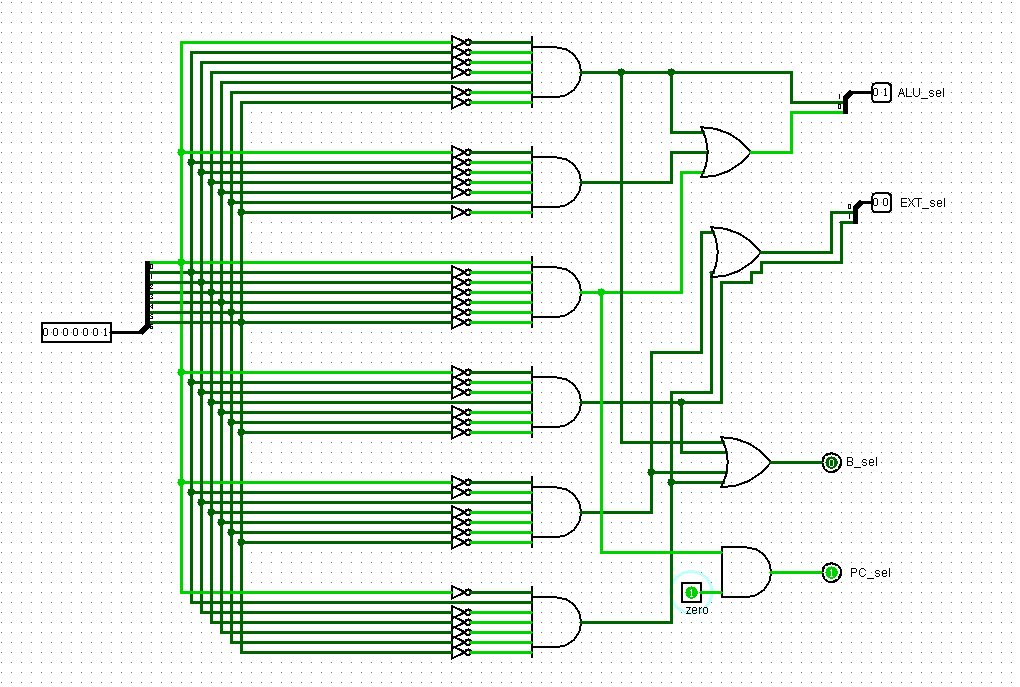 0 1 ALU_sel
0 0 EXT_sel
0 0 0 0 0 0 1
0 B_sel
1 PC_sel
1
zero